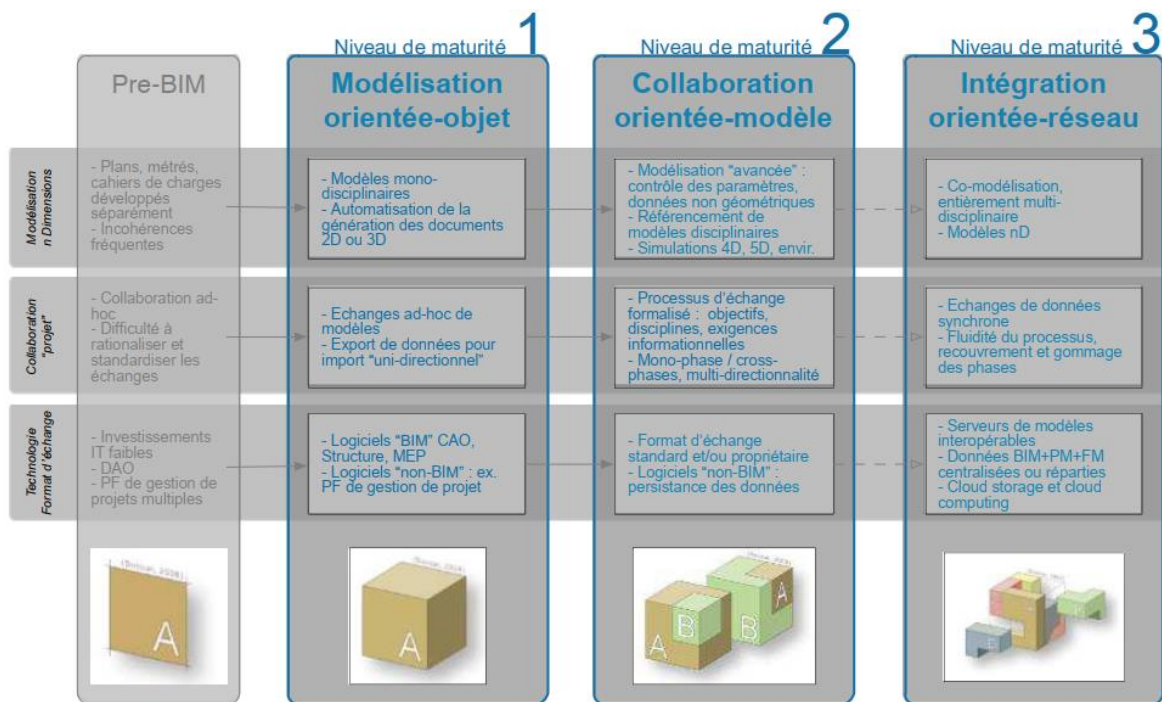 Niveau de maturité 1
Niveau de maturité 2
Niveau de maturité 3
Pre-BIM
Modélisation
orientée-objet
Collaboration
orientée-modèle
Intégration
orientée-réseau
Modélisation
n Dimensions
- Plans, métrés,
cahiers de charges
développés
séparément
- Incohérences
fréquentes
- Modèles mono-
disciplinaires
- Automatisation de la
génération des documents
2D ou 3D
- Modélisation “avancée” :
contrôle des paramètres,
données non géométriques
- Référencement de
modèles disciplinaires
- Simulations 4D, 5D, envir.
- Co-modélisation,
entièrement multi-
disciplinaire
- Modèles nD
Collaboration
"projet"
- Collaboration ad-
hoc
- Difficulté à
rationaliser et
standardiser les
échanges
- Echanges ad-hoc de
modèles
- Export de données pour
import “uni-directionnel”
- Processus d’échange
formalisé : objectifs,
disciplines, exigences
informationnelles
- Mono-phase / cross-
phases, multi-directionnalité
- Echanges de données
synchrone
- Fluidité du processus,
recouvrement et gommage
des phases
Technologie
Format d'échange
- Investissements
IT faibles
- DAO
- PF de gestion de
projets multiples
- Logiciels “BIM” CAO,
Structure, MEP
- Logiciels “non-BIM” : ex.
PF de gestion de projet
- Format d’échange
standard et/ou propriétaire
- Logiciels “non-BIM” :
persistance des données
- Serveurs de modèles
interopérables
- Données BIM+PM+FM
centralisées ou réparties
- Cloud storage et cloud
computing
A
A
A
B
B
A